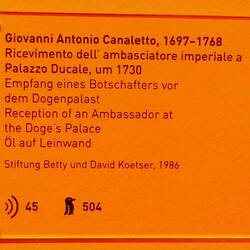 Giovanni Antonio Canaletto, 1697–1768
Ricevimento dell' ambasciatore imperiale a
Palazzo Ducale, um 1730
Empfang eines Botschafters vor
dem Dogenpalast
Reception of an Ambassador at
the Doge's Palace
Öl auf Leinwand
Stiftung Betty und David Koetser, 1986
45 504